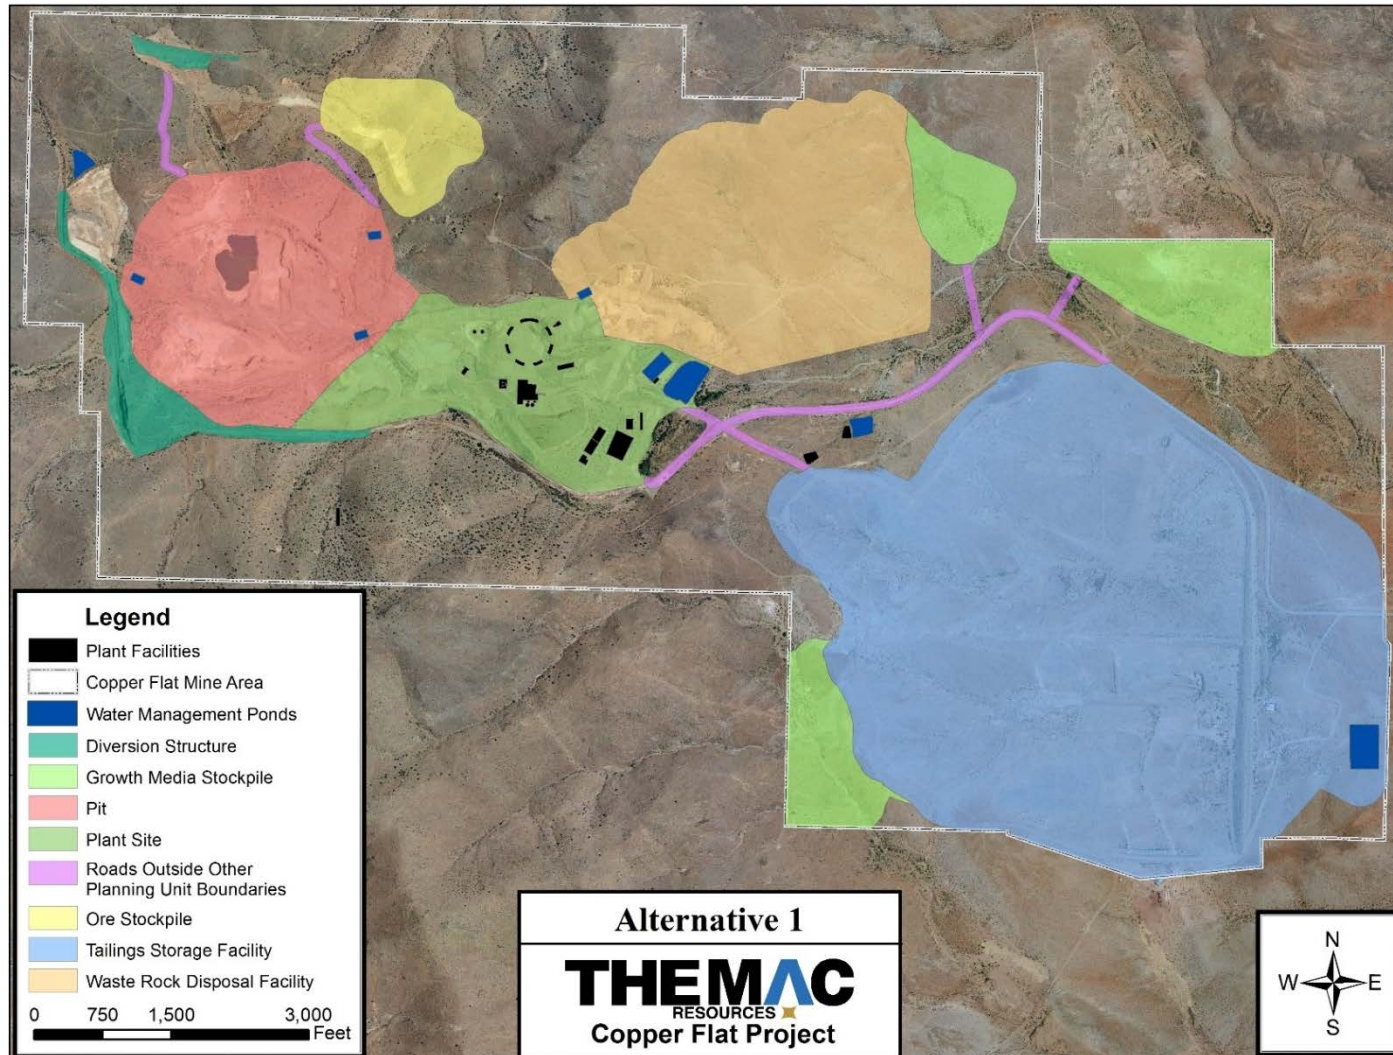 Legend
Plant Facilities
Copper Flat Mine Area
Water Management Ponds
Diversion Structure
Growth Media Stockpile
Pit
Plant Site
Roads Outside Other
Planning Unit Boundaries
Ore Stockpile
Tailings Storage Facility
Waste Rock Disposal Facility
0 750 1,500 3,000
Feet
Alternative 1
THEMAC
RESOURCES
Copper Flat Project
N
W E
S